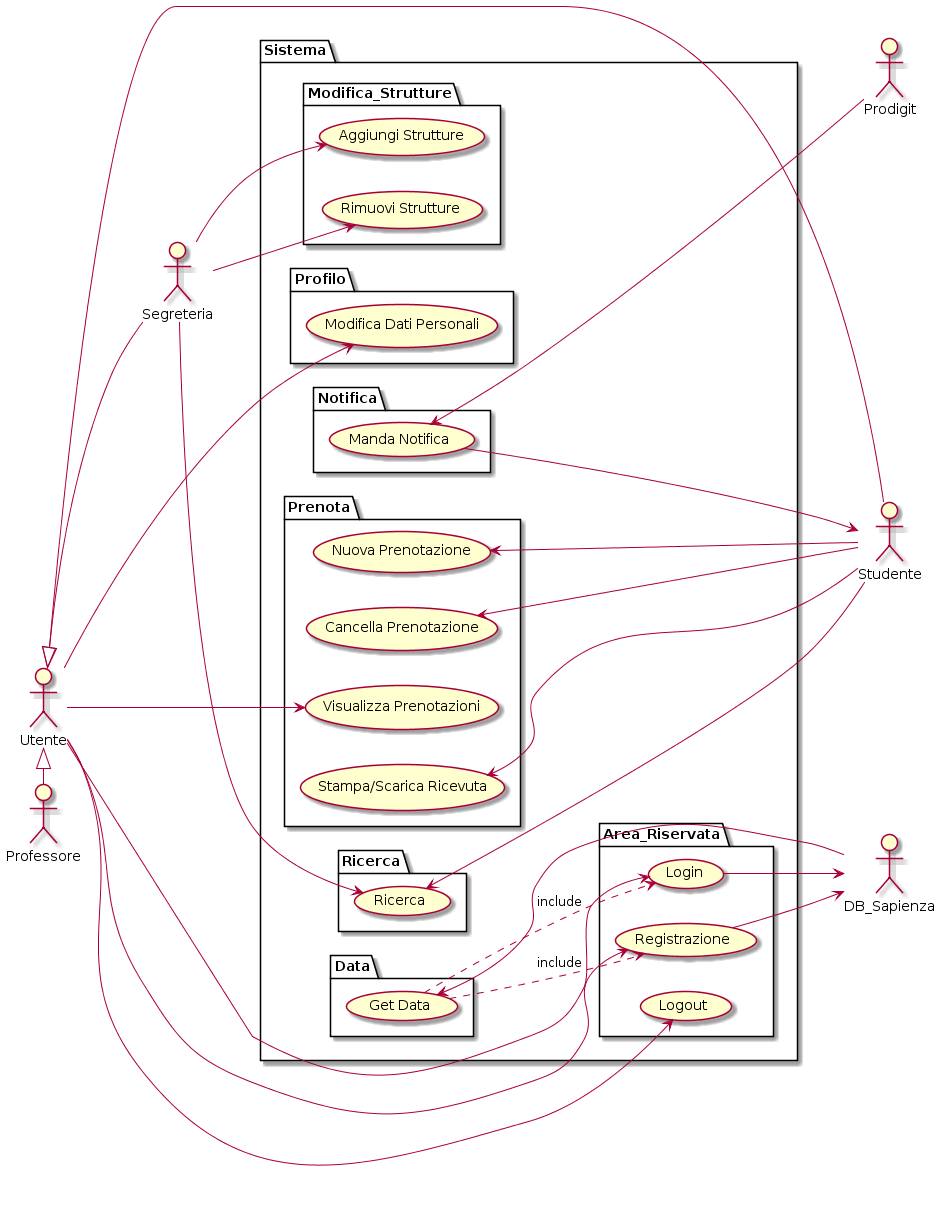 Sistema
Prodigit
Modifica_Strutture
Aggiungi Strutture
Rimuovi Strutture
Segreteria
Profilo
Modifica Dati Personali
Notifica
Manda Notifica
Prenota
Nuova Prenotazione
Studente
Cancella Prenotazione
Visualizza Prenotazioni
Utente
Stampa/Scarica Ricevuta
Professore
Area_Riservata
Ricerca
Login
Ricerca
include
DB_Sapienza
Registrazione
Data
include
Get Data
Logout